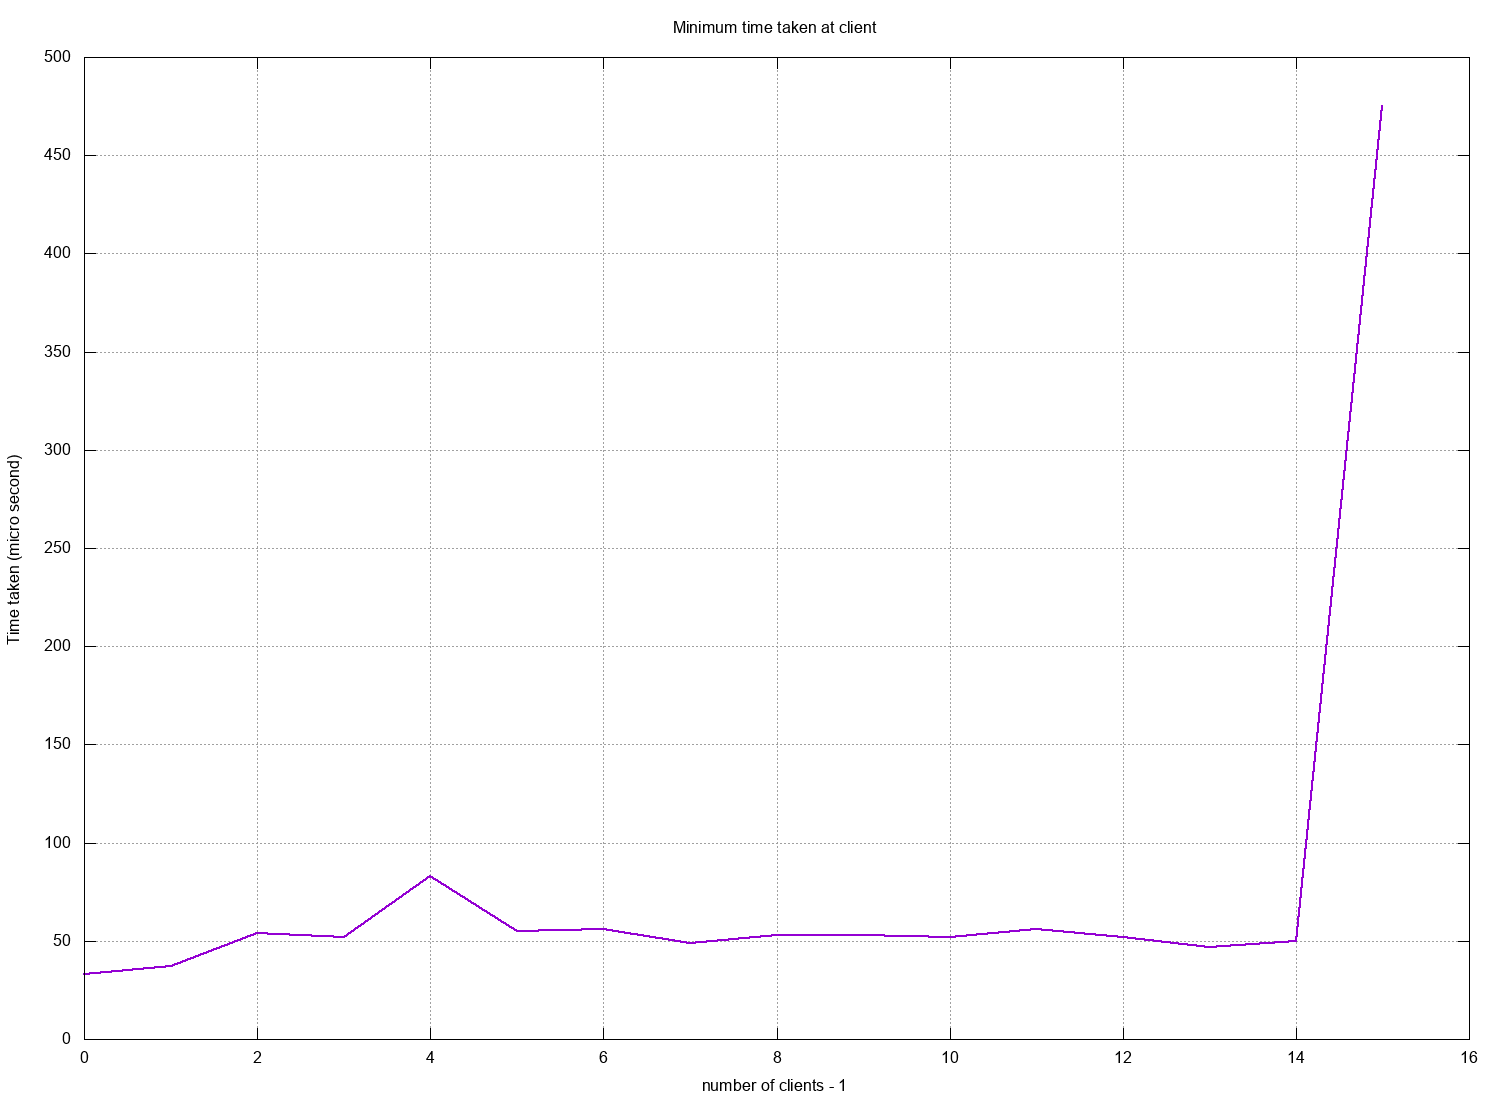 Minimum time taken at client
500
450
400
350
300
250
200
150
100
50
0
Time taken (micro second)
0 2 4 6 8 10 12 14 16
number of clients - 1